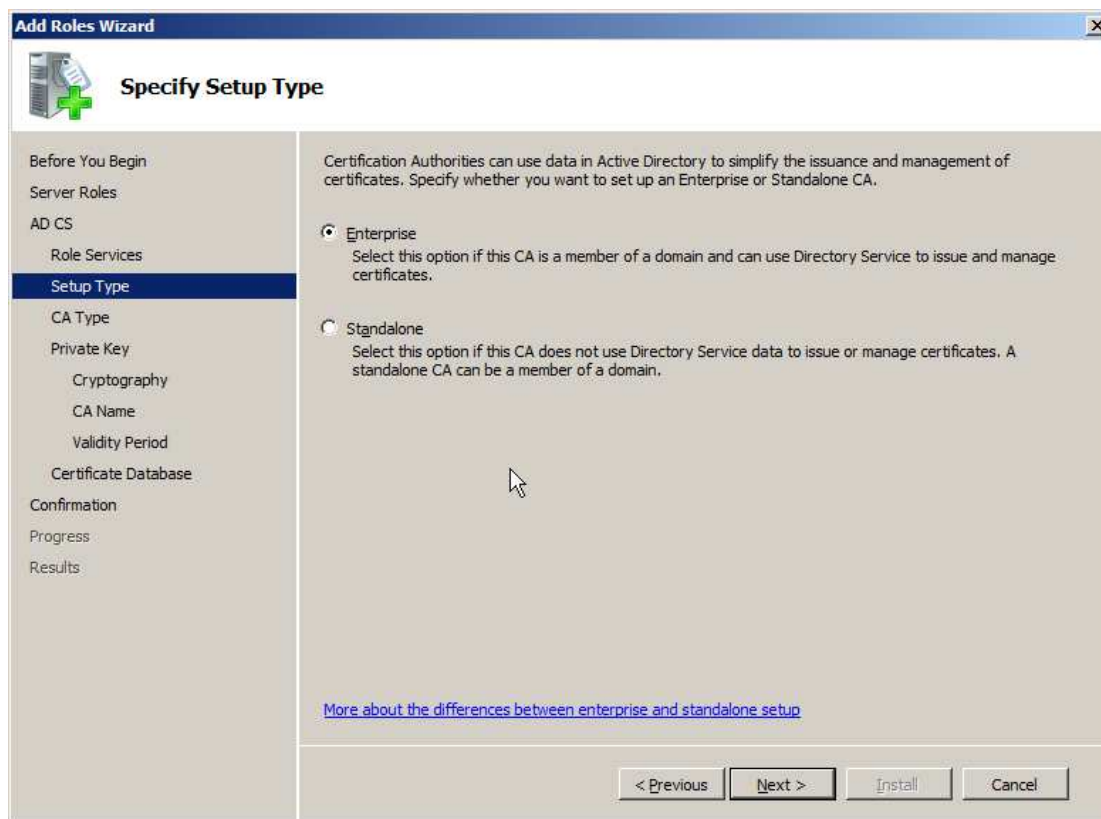 Add Roles Wizard
Specify Setup Type
Before You Begin
Server Roles
AD CS
Role Services
Setup Type
CA Type
Private Key
Cryptography
CA Name
Validity Period
Certificate Database
Confirmation
Progress
Results
Certification Authorities can use data in Active Directory to simplify the issuance and management of
certificates. Specify whether you want to set up an Enterprise or Standalone CA.
Enterprise
Select this option if this CA is a member of a domain and can use Directory Service to issue and manage
certificates.
Standalone
Select this option if this CA does not use Directory Service data to issue or manage certificates. A
standalone CA can be a member of a domain.
More about the differences between enterprise and standalone setup
< Previous
Next >
Install
Cancel